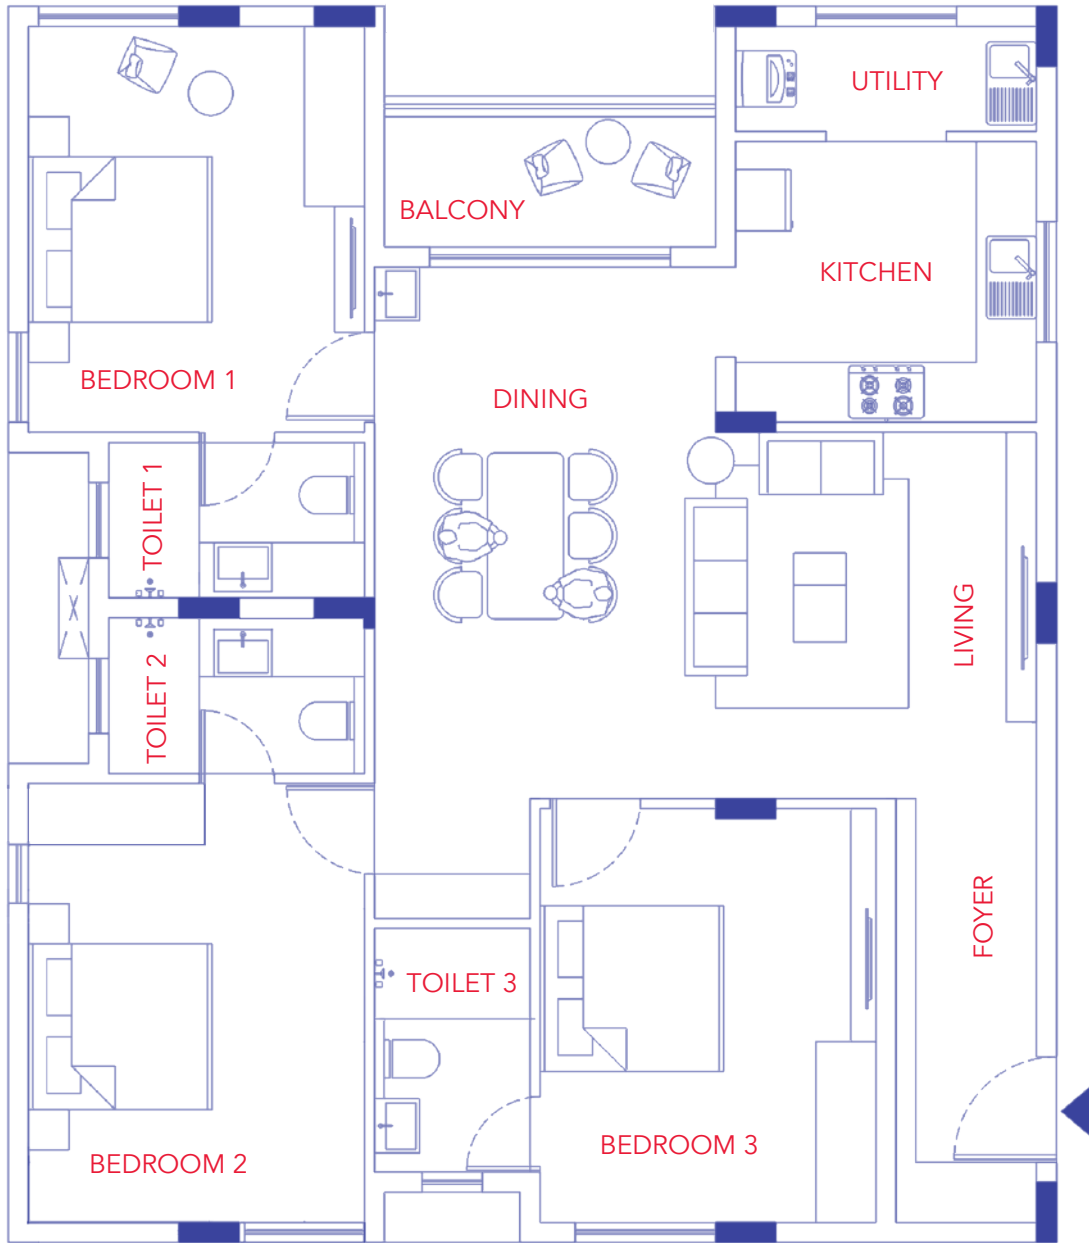 UTILITY
BALCONY
KITCHEN
BEDROOM 1
DINING
TOILET 1
LIVING
TOILET 2
FOYER
TOILET 3
BEDROOM 3
BEDROOM 2